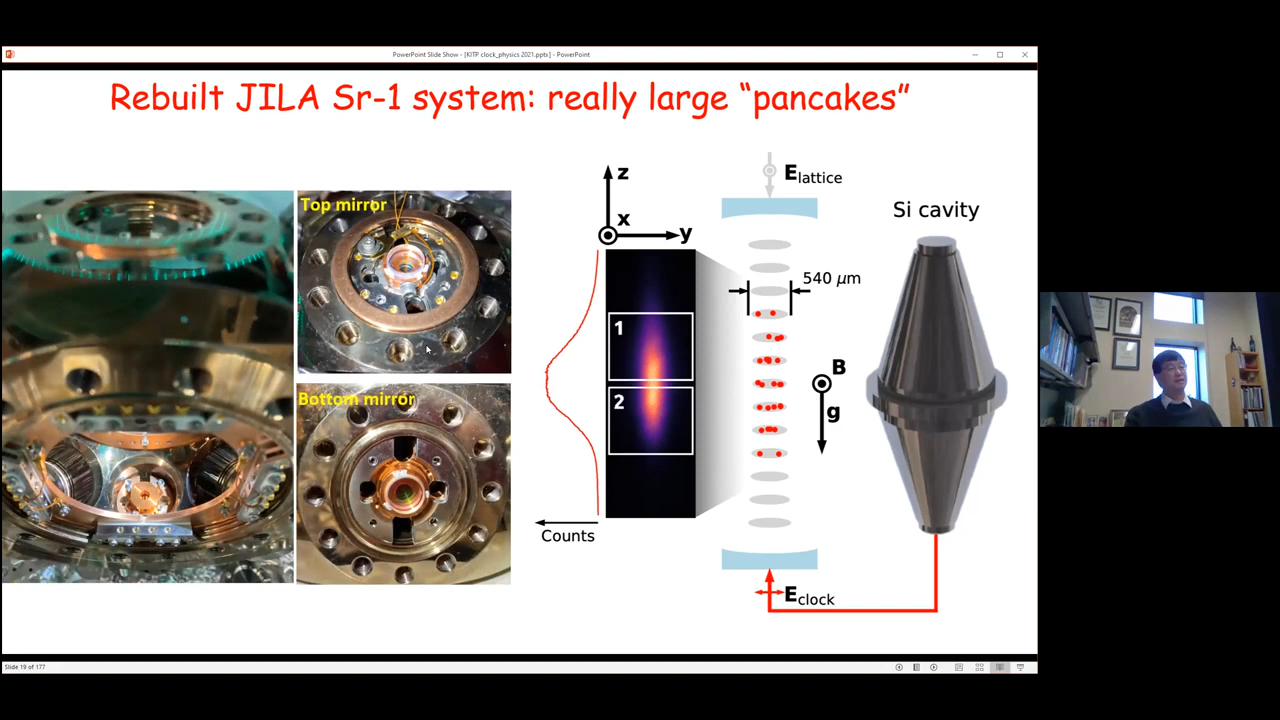 PowerPoint Slide Show - [KITP clock_physics 2021.pptx] - PowerPoint
Rebuilt JILA Sr-1 system: really large “pancakes”
Top mirror
Bottom mirror
z
x
y
1
2
Counts
E lattice
540 μm
B
g
E clock
Si cavity
Slide 19 of 177